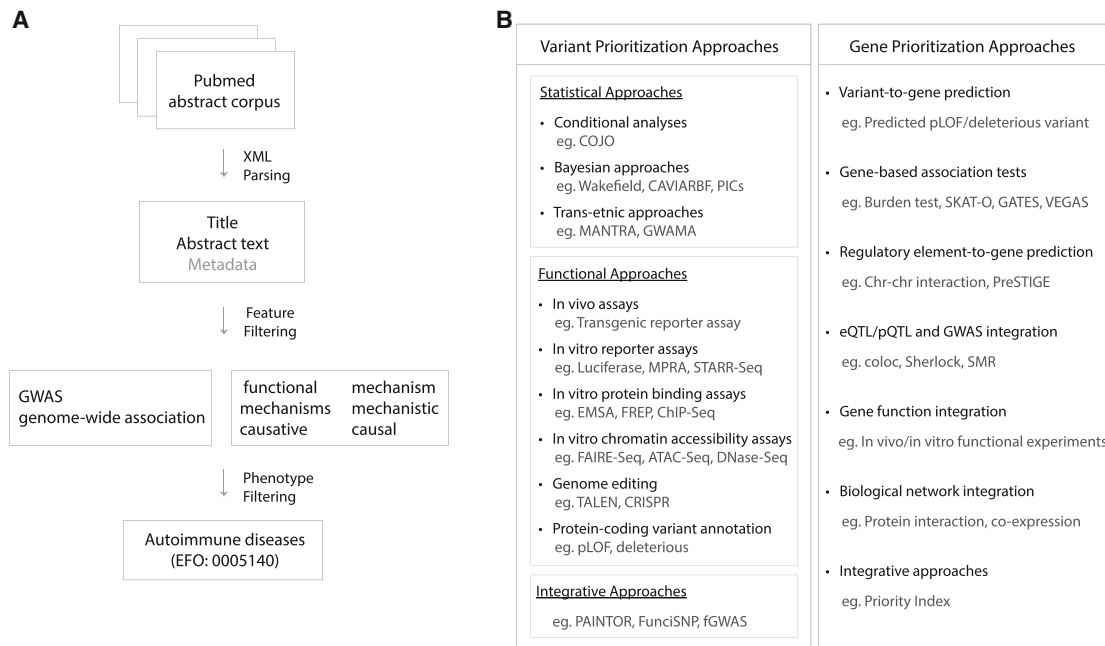 A
Pubmed
abstract corpus
XML
Parsing
Title
Abstract text
Metadata
Feature
Filtering
GWAS
genome-wide association
functional mechanism
mechanisms mechanistic
causative causal
Phenotype
Filtering
Autoimmune diseases
(EFO: 0005140)
B
Variant Prioritization Approaches
Statistical Approaches
• Conditional analyses
eg. COJO
• Bayesian approaches
eg. Wakefield, CAVIARBF, PICs
• Trans-etnic approaches
eg. MANTRA, GWAMA
Functional Approaches
• In vivo assays
eg. Transgenic reporter assay
• In vitro reporter assays
eg. Luciferase, MPRA, STARR-Seq
• In vitro protein binding assays
eg. EMSA, FREP, ChIP-Seq
• In vitro chromatin accessibility assays
eg. FAIRE-Seq, ATAC-Seq, DNase-Seq
• Genome editing
eg. TALEN, CRISPR
• Protein-coding variant annotation
eg. pLOF, deleterious
Integrative Approaches
eg. PAINTOR, FunciSNP, fGWAS
Gene Prioritization Approaches
• Variant-to-gene prediction
eg. Predicted pLOF/deleterious variant
• Gene-based association tests
eg. Burden test, SKAT-O, GATES, VEGAS
• Regulatory element-to-gene prediction
eg. Chr-chr interaction, PreSTIGE
• eQTL/pQTL and GWAS integration
eg. coloc, Sherlock, SMR
• Gene function integration
eg. In vivo/in vitro functional experiments
• Biological network integration
eg. Protein interaction, co-expression
• Integrative approaches
eg. Priority Index